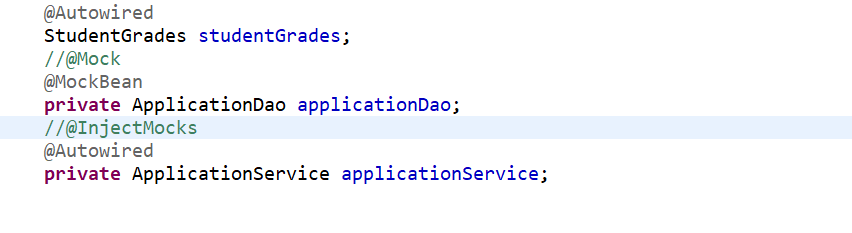 @Autowired
StudentGrades studentGrades;
//@Mock
@MockBean
private ApplicationDao applicationDao;
//@InjectMocks
@Autowired
private ApplicationService applicationService;